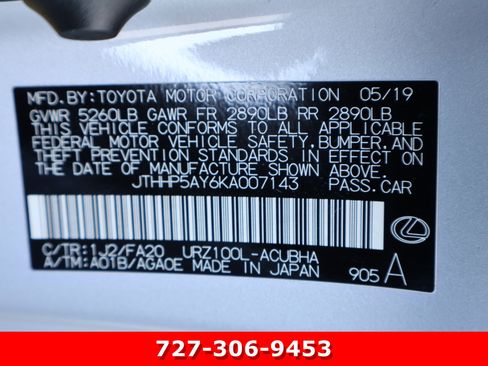 MFD. BY: TOYOTA MOTOR CORPORATION 05/19
GVWR 5260LB GAWR FR 2890LB RR 2890LB
THIS VEHICLE CONFORMS TO ALL APPLICABLE
FEDERAL MOTOR VEHICLE SAFETY, BUMPER,
AND THEFT PREVENTION STANDARDS IN EFFECT ON
THE DATE OF MANUFACTURE SHOWN ABOVE.
JTHHP5AY6KA007143 PASS.CAR
C/TR: 1J2/FA20 URZ100L-ACUBHA
A/TM: A01B/AGA0E MADE IN JAPAN 905 A
727-306-9453